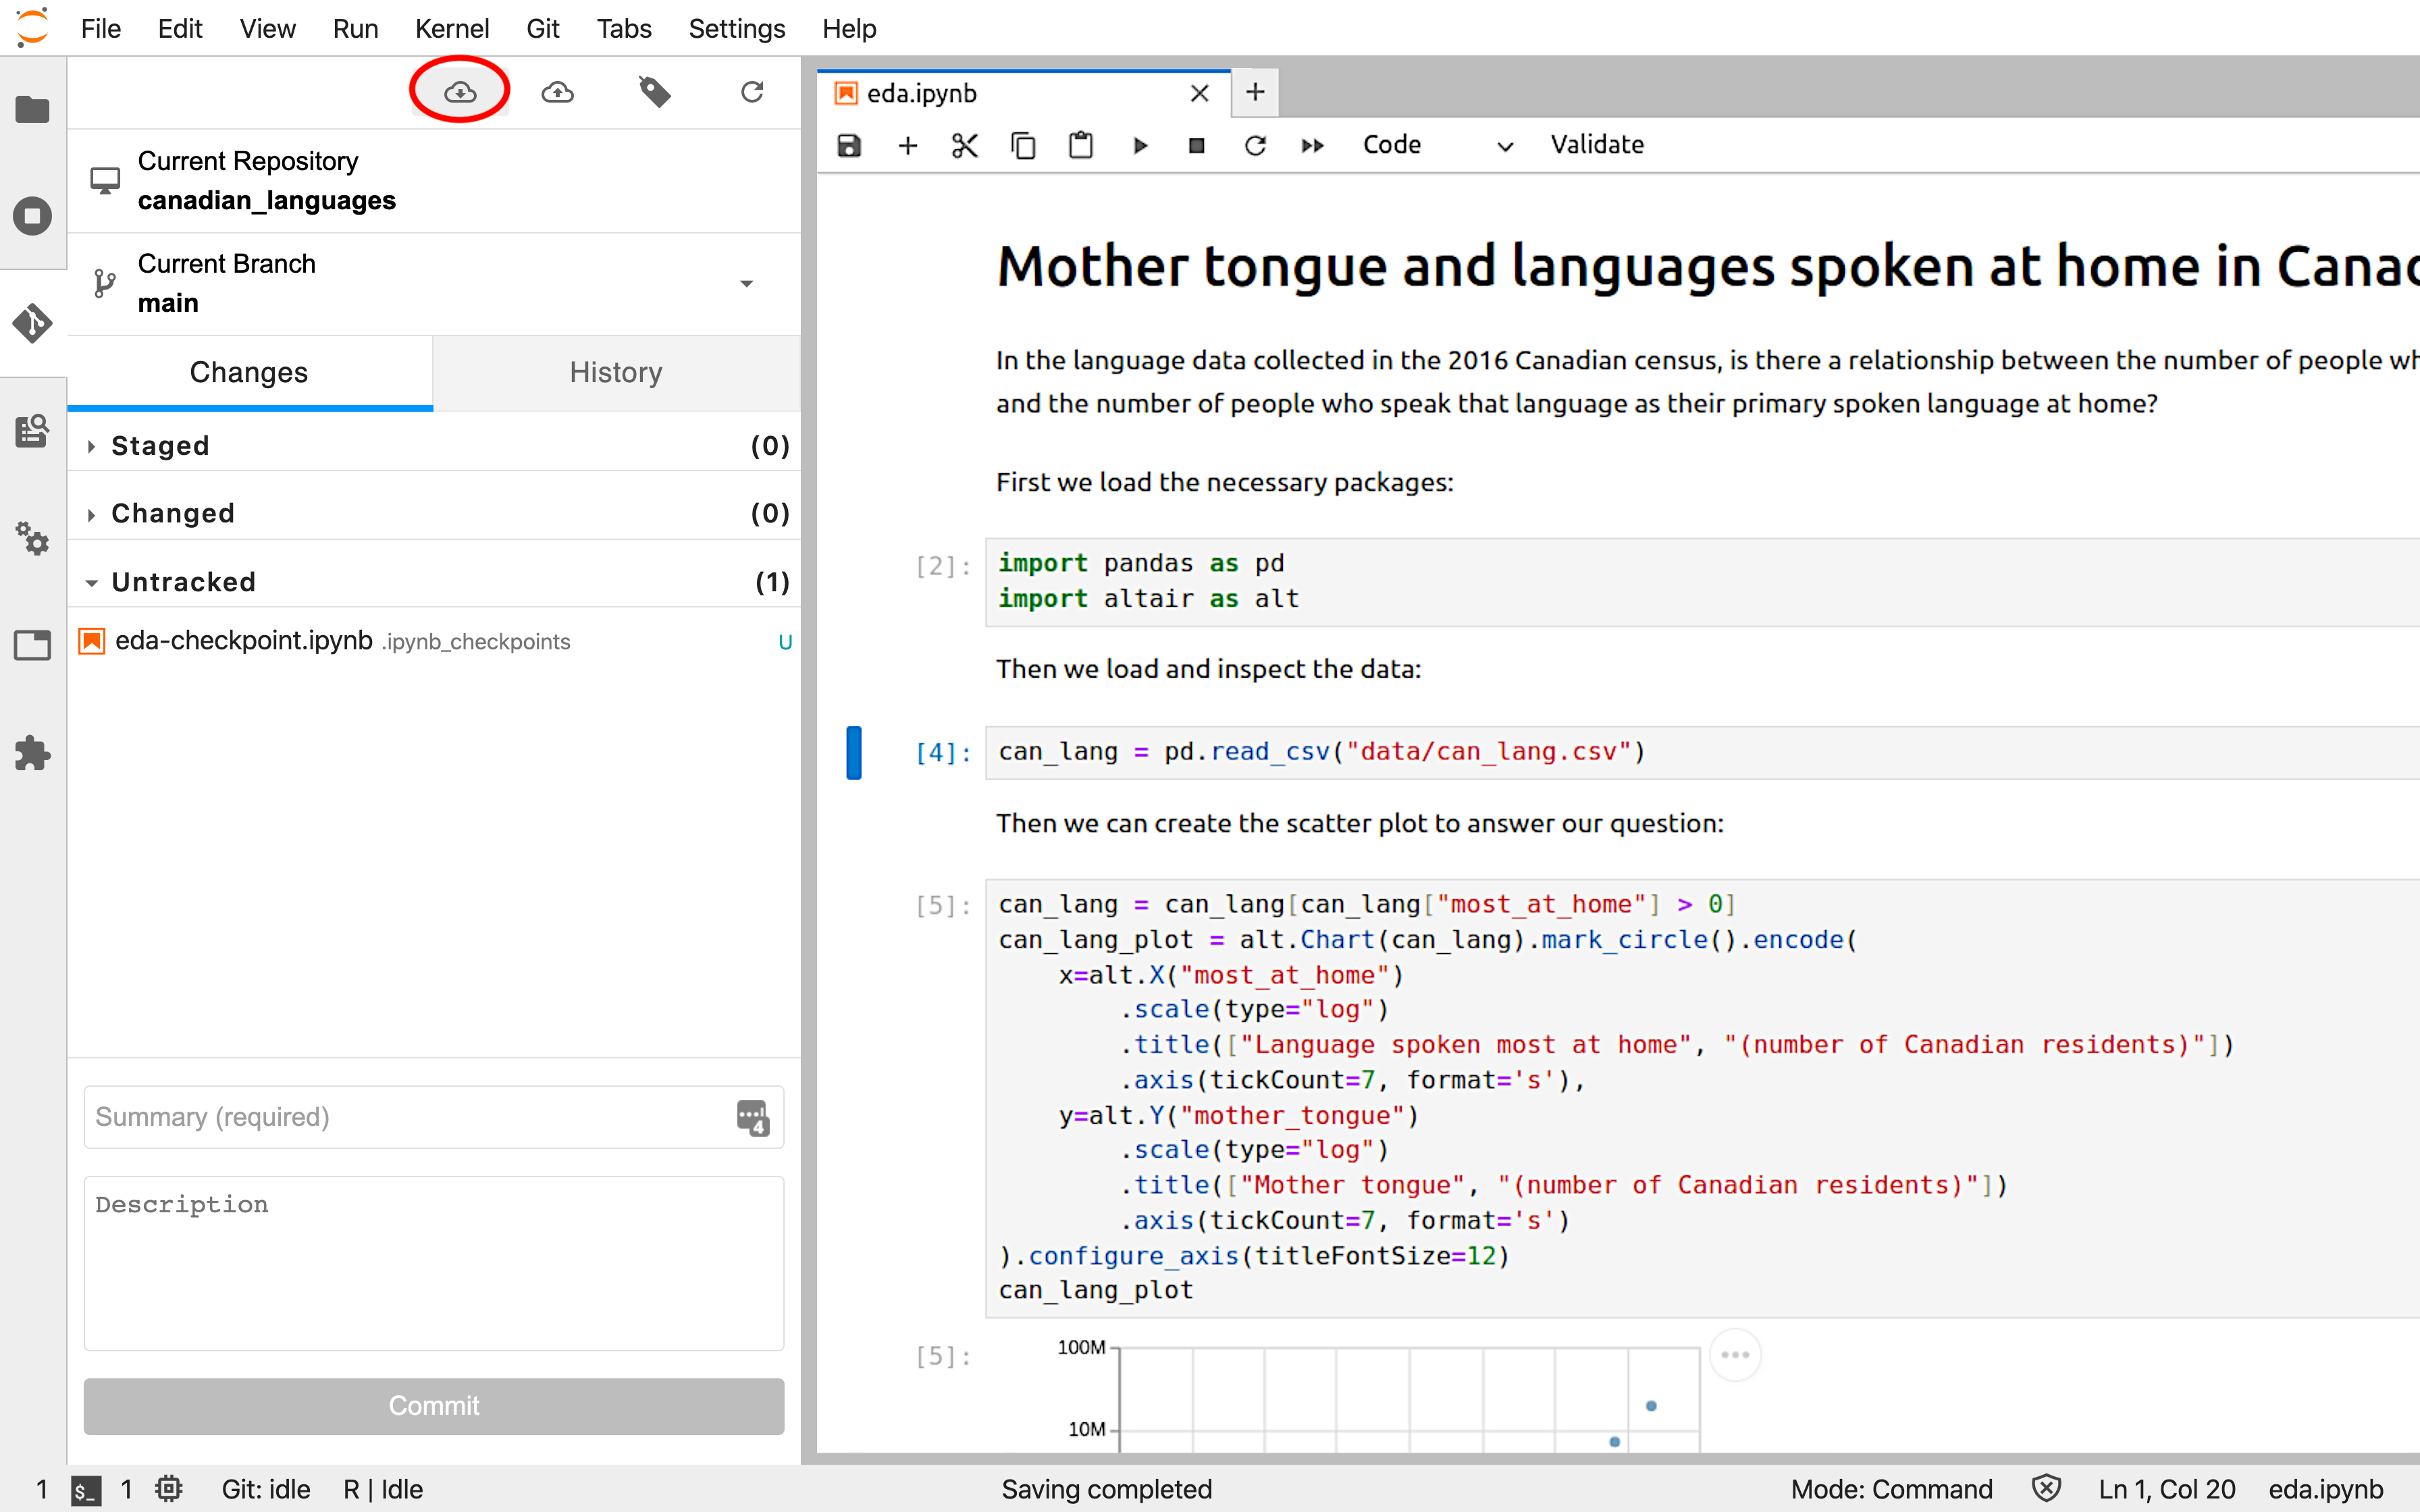 File Edit View Run Kernel Git Tabs Settings Help
Current Repository
canadian_languages
Current Branch
main
Changes History
Staged (0)
Changed (0)
Untracked (1)
eda-checkpoint.ipynb .ipynb_checkpoints U
Summary (required)
4
Description
Commit
eda.ipynb
Code Validate
Mother tongue and languages spoken at home in Canad
In the language data collected in the 2016 Canadian census, is there a relationship between the number of people wh
and the number of people who speak that language as their primary spoken language at home?
First we load the necessary packages:
[2]: import pandas as pd
import altair as alt
Then we load and inspect the data:
[4]: can_lang = pd.read_csv("data/can_lang.csv")
Then we can create the scatter plot to answer our question:
[5]: can_lang = can_lang[can_lang["most_at_home"] > 0]
can_lang_plot = alt.Chart(can_lang).mark_circle().encode(
    x=alt.X("most_at_home")
        .scale(type="log")
        .title(["Language spoken most at home", "(number of Canadian residents)"])
        .axis(tickCount=7, format='s'),
    y=alt.Y("mother_tongue")
        .scale(type="log")
        .title(["Mother tongue", "(number of Canadian residents)"])
        .axis(tickCount=7, format='s')
).configure_axis(titleFontSize=12)
can_lang_plot
[5]: 100M
10M
1 $_ 1 Git: idle R | Idle Saving completed Mode: Command Ln 1, Col 20 eda.ipynb